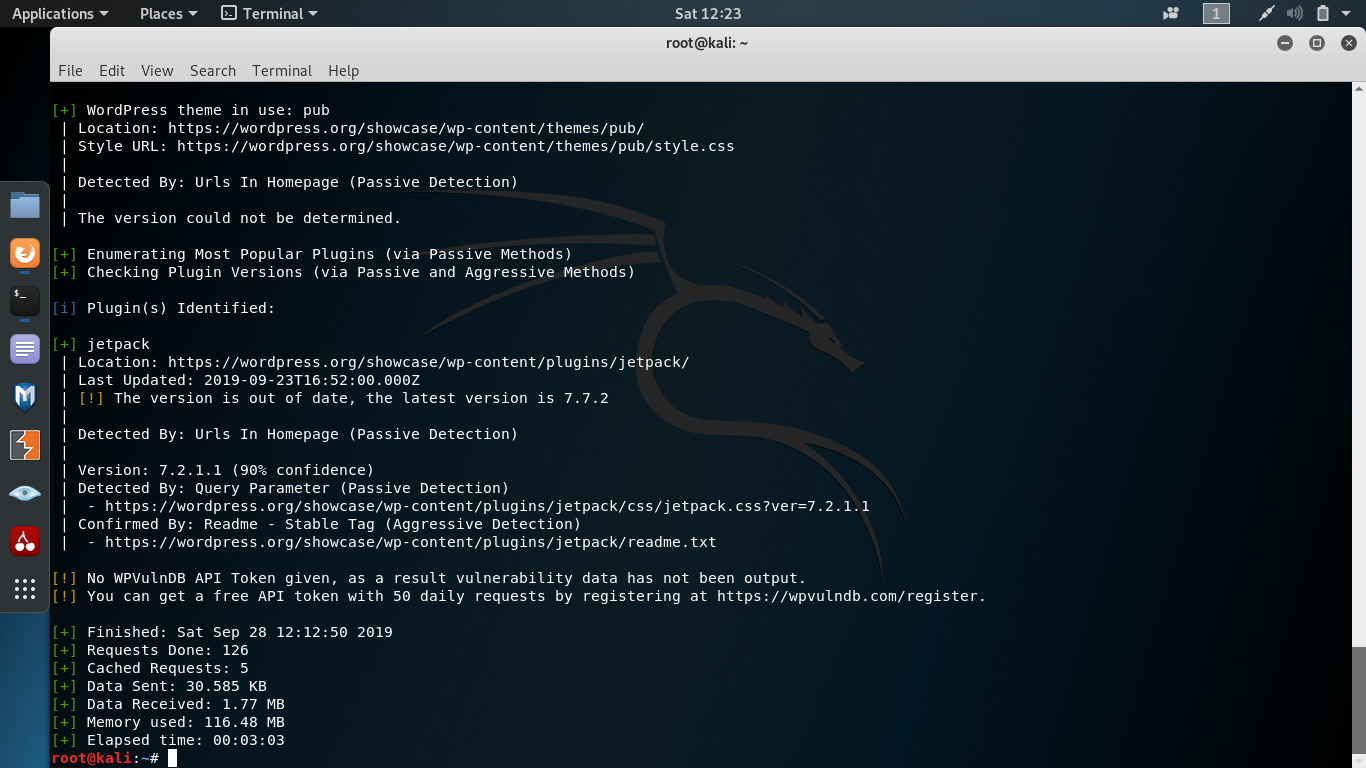 Applications Places Terminal Sat 12:23 1
root@kali: ~
File Edit View Search Terminal Help
[+] WordPress theme in use: pub
| Location: https://wordpress.org/showcase/wp-content/themes/pub/
| Style URL: https://wordpress.org/showcase/wp-content/themes/pub/style.css
|
| Detected By: Urls In Homepage (Passive Detection)
|
| The version could not be determined.
[+] Enumerating Most Popular Plugins (via Passive Methods)
[+] Checking Plugin Versions (via Passive and Aggressive Methods)
[i] Plugin(s) Identified:
[+] jetpack
| Location: https://wordpress.org/showcase/wp-content/plugins/jetpack/
| Last Updated: 2019-09-23T16:52:00.000Z
| [!] The version is out of date, the latest version is 7.7.2
|
| Detected By: Urls In Homepage (Passive Detection)
|
| Version: 7.2.1.1 (90% confidence)
| Detected By: Query Parameter (Passive Detection)
|  - https://wordpress.org/showcase/wp-content/plugins/jetpack/css/jetpack.css?ver=7.2.1.1
| Confirmed By: Readme - Stable Tag (Aggressive Detection)
|  - https://wordpress.org/showcase/wp-content/plugins/jetpack/readme.txt
[!] No WPVulnDB API Token given, as a result vulnerability data has not been output.
[!] You can get a free API token with 50 daily requests by registering at https://wpvulndb.com/register.
[+] Finished: Sat Sep 28 12:12:50 2019
[+] Requests Done: 126
[+] Cached Requests: 5
[+] Data Sent: 30.585 KB
[+] Data Received: 1.77 MB
[+] Memory used: 116.48 MB
[+] Elapsed time: 00:03:03
root@kali:~#